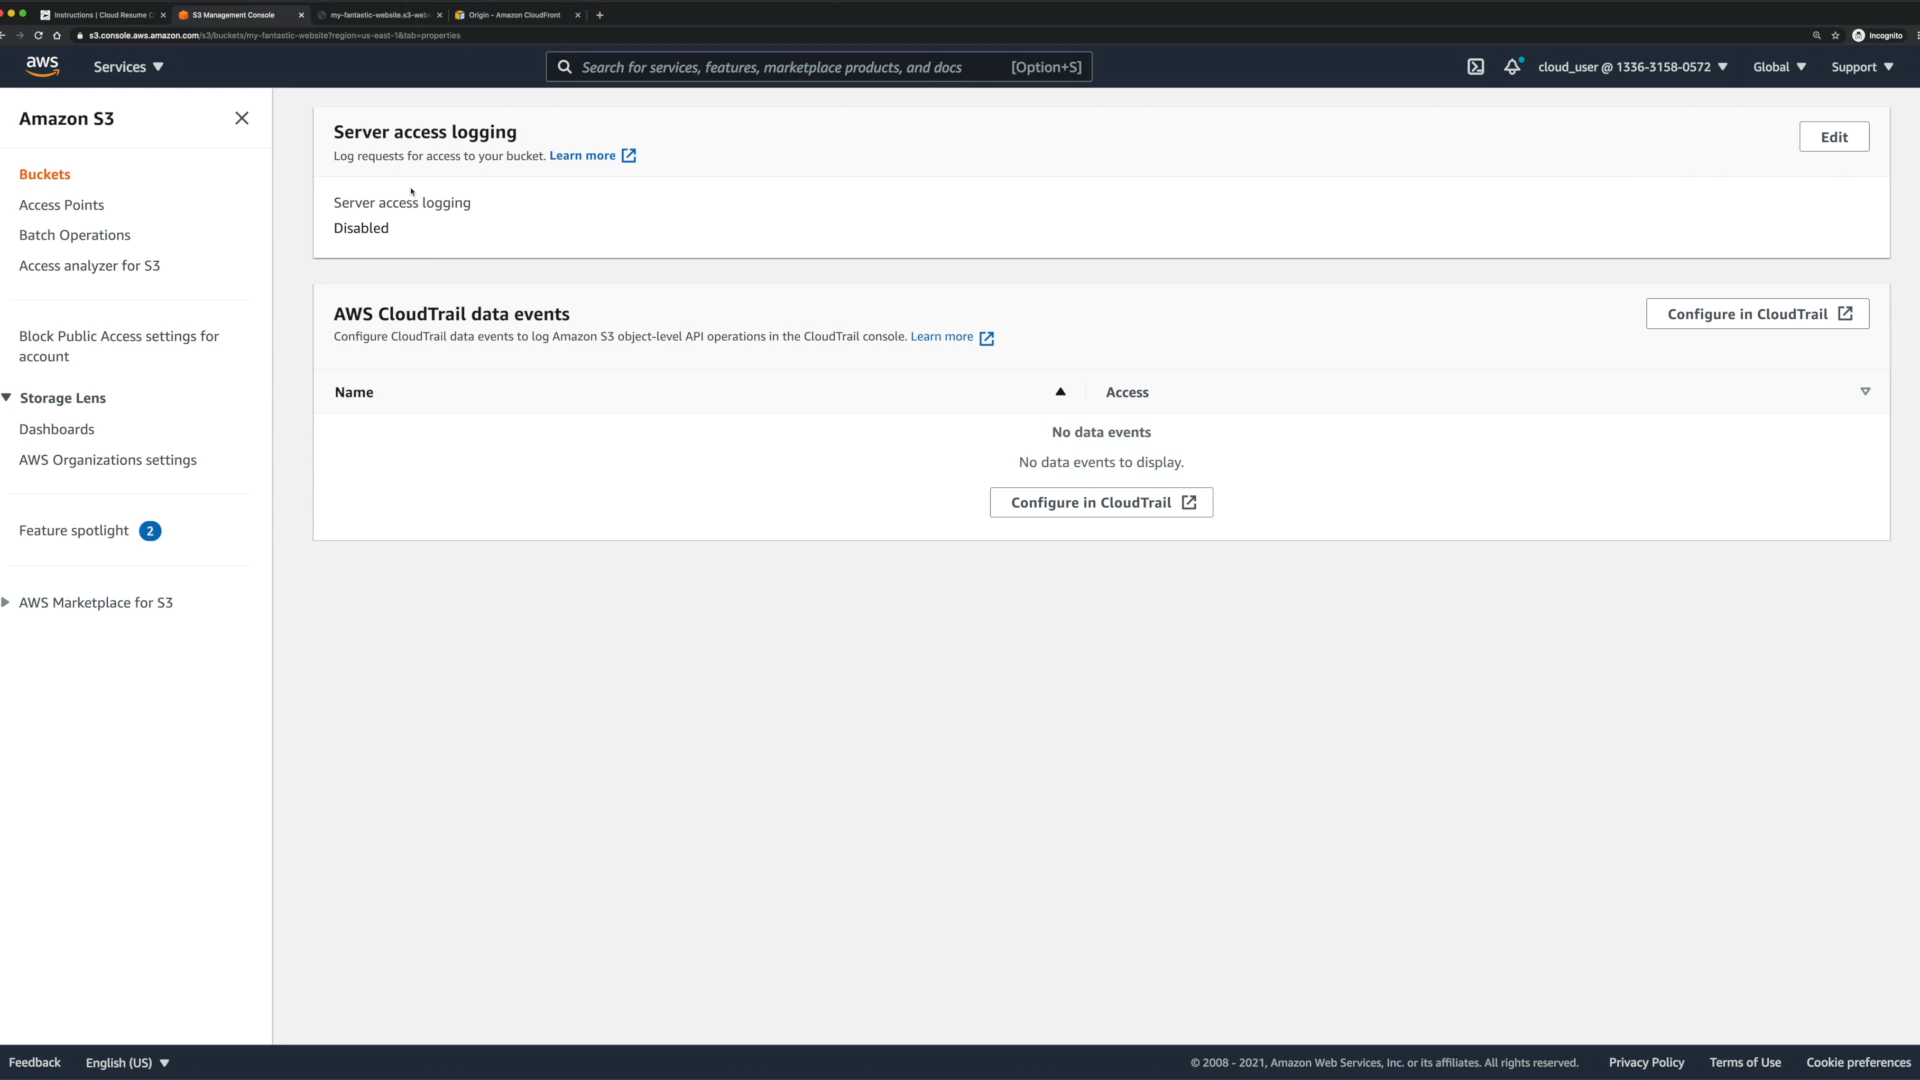 Instructions | Cloud Resume C
S3 Management Console
my-fantastic-website.s3-web
Origin - Amazon CloudFront
s3.console.aws.amazon.com/s3/buckets/my-fantastic-website?region=us-east-1&tab=properties
Incognito
aws
Services
Search for services, features, marketplace products, and docs
[Option+S]
cloud_user @ 1336-3158-0572
Global
Support
Amazon S3
Buckets
Access Points
Batch Operations
Access analyzer for S3
Block Public Access settings for
account
Storage Lens
Dashboards
AWS Organizations settings
Feature spotlight 2
AWS Marketplace for S3
Server access logging
Log requests for access to your bucket. Learn more
Edit
Server access logging
Disabled
AWS CloudTrail data events
Configure CloudTrail data events to log Amazon S3 object-level API operations in the CloudTrail console. Learn more
Configure in CloudTrail
Name
Access
No data events
No data events to display.
Configure in CloudTrail
Feedback
English (US)
© 2008 - 2021, Amazon Web Services, Inc. or its affiliates. All rights reserved.
Privacy Policy
Terms of Use
Cookie preferences